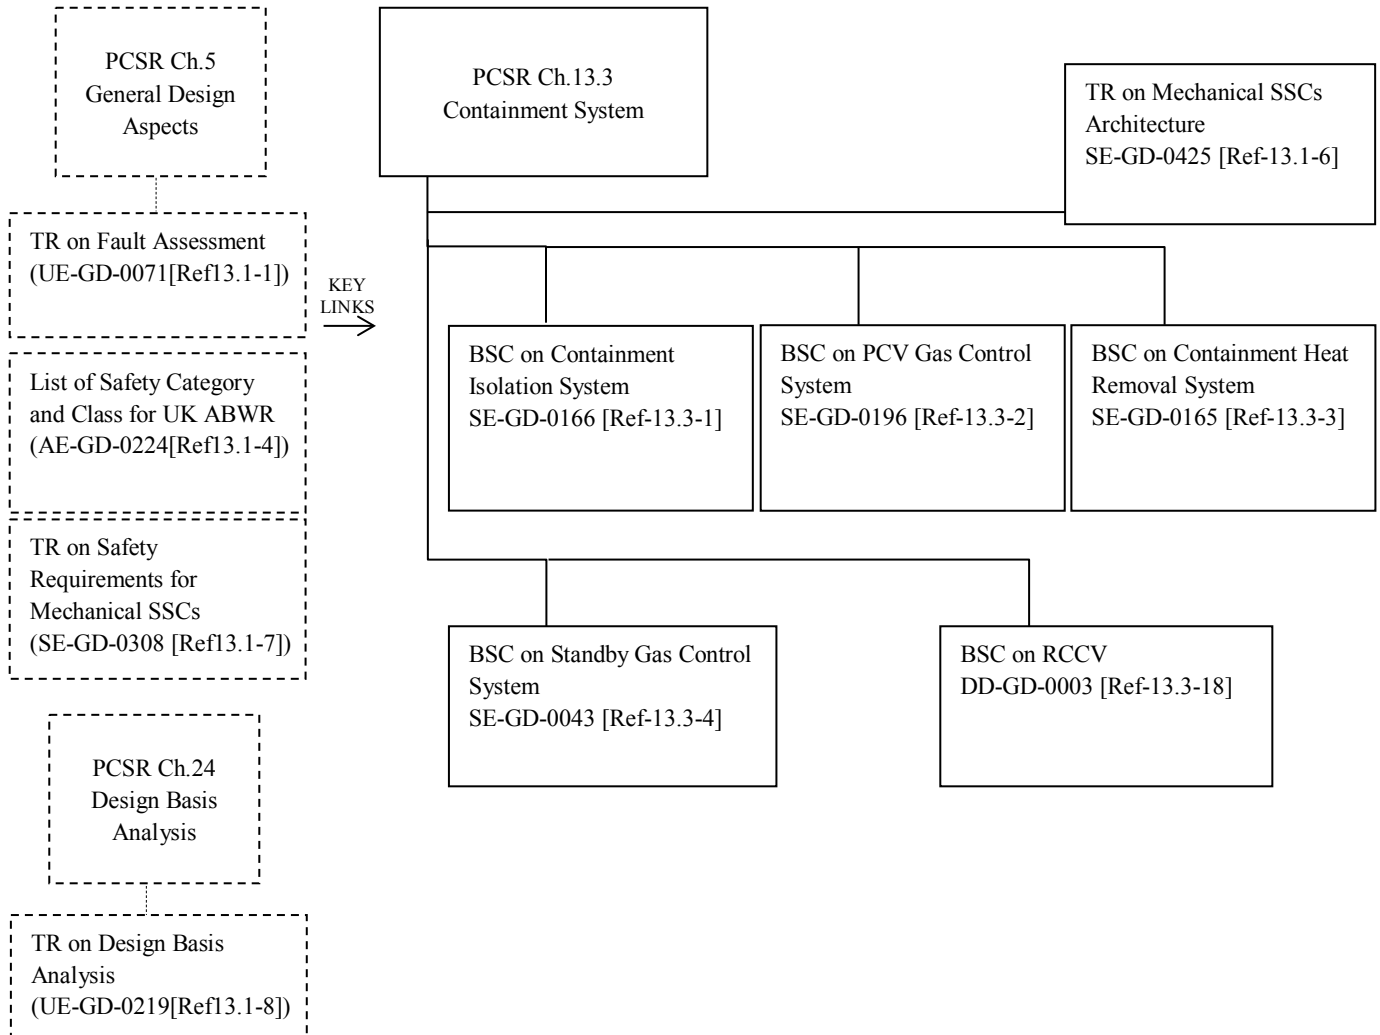 PCSR Ch.5
General Design
Aspects
TR on Fault Assessment
(UE-GD-0071[Ref13.1-1])
List of Safety Category
and Class for UK ABWR
(AE-GD-0224[Ref13.1-4])
TR on Safety
Requirements for
Mechanical SSCs
(SE-GD-0308 [Ref13.1-7])
PCSR Ch.24
Design Basis
Analysis
TR on Design Basis
Analysis
(UE-GD-0219[Ref13.1-8])
KEY
LINKS
PCSR Ch.13.3
Containment System
TR on Mechanical SSCs
Architecture
SE-GD-0425 [Ref-13.1-6]
BSC on Containment
Isolation System
SE-GD-0166 [Ref-13.3-1]
BSC on PCV Gas Control
System
SE-GD-0196 [Ref-13.3-2]
BSC on Containment Heat
Removal System
SE-GD-0165 [Ref-13.3-3]
BSC on Standby Gas Control
System
SE-GD-0043 [Ref-13.3-4]
BSC on RCCV
DD-GD-0003 [Ref-13.3-18]